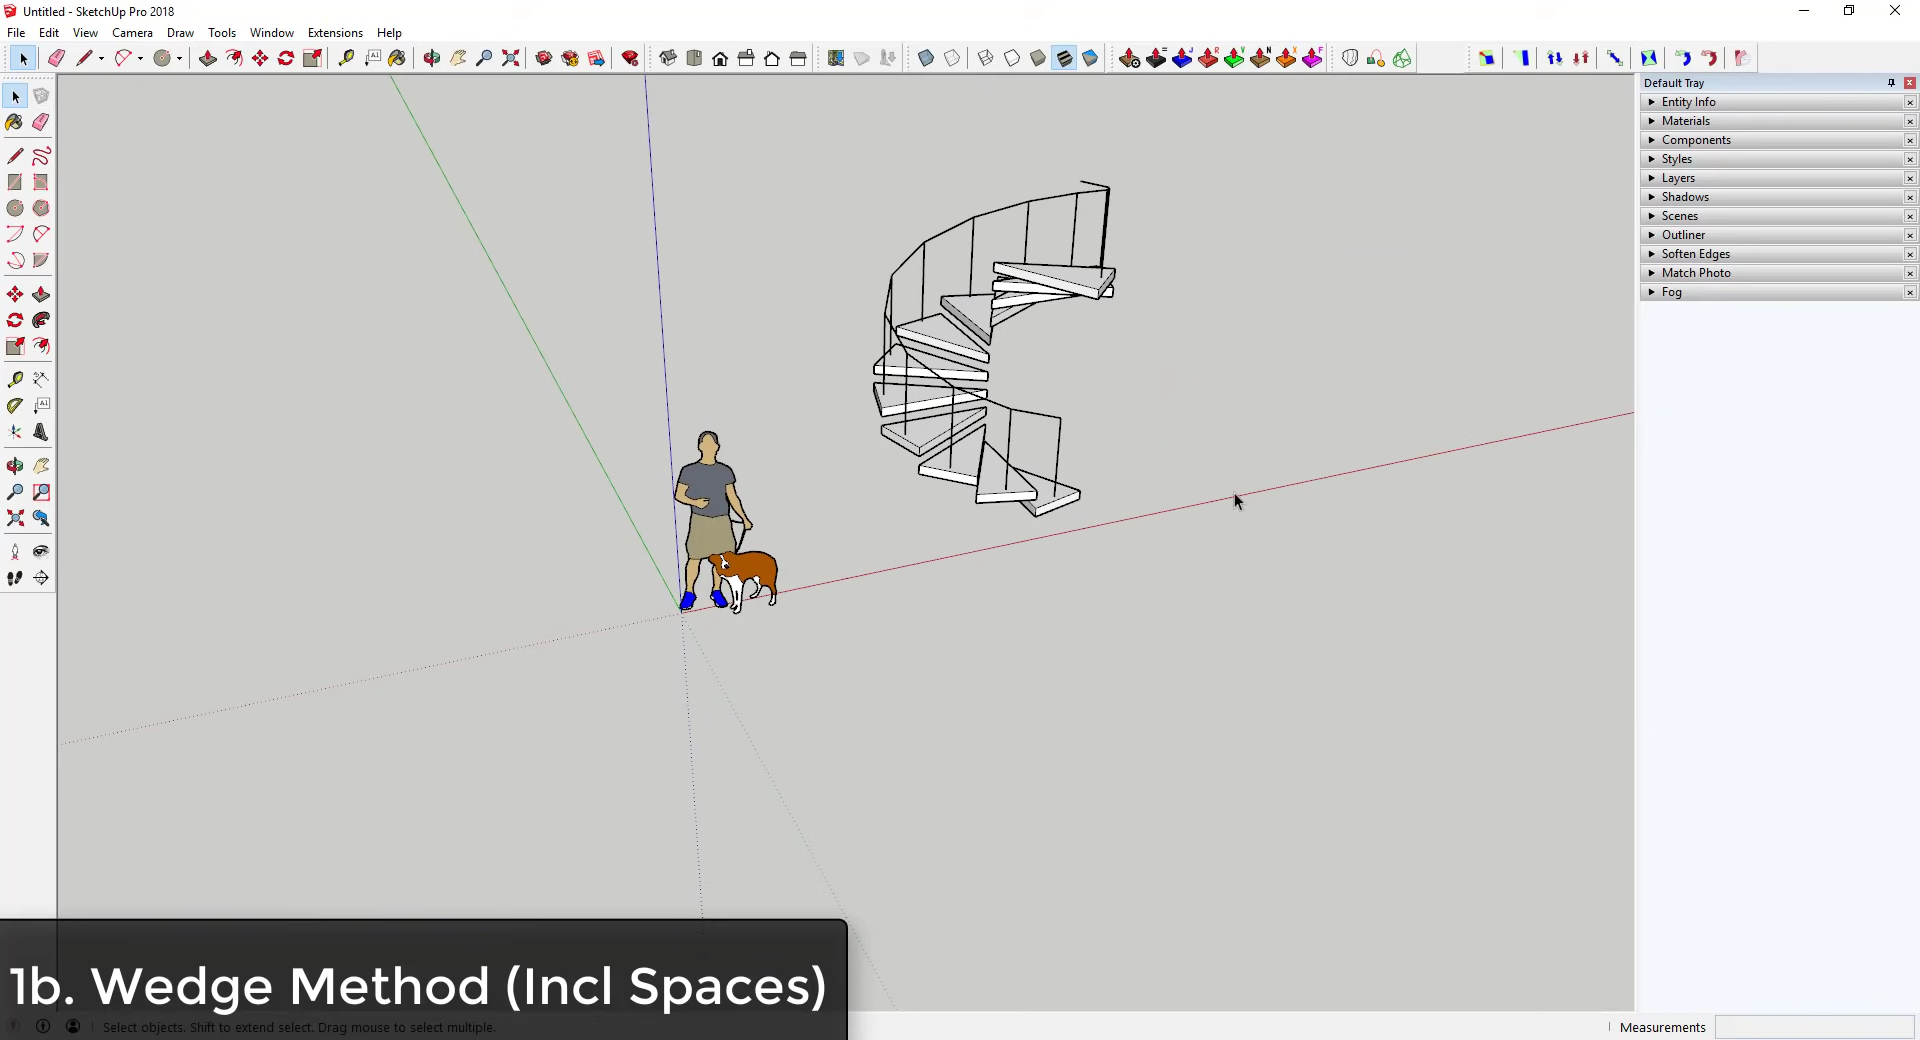 Untitled - SketchUp Pro 2018
File Edit View Camera Draw Tools Window Extensions Help
Default Tray
Entity Info
Materials
Components
Styles
Layers
Shadows
Scenes
Outliner
Soften Edges
Match Photo
Fog
1b. Wedge Method (Incl Spaces)
Select objects. Shift to extend select. Drag mouse to select multiple.
Measurements